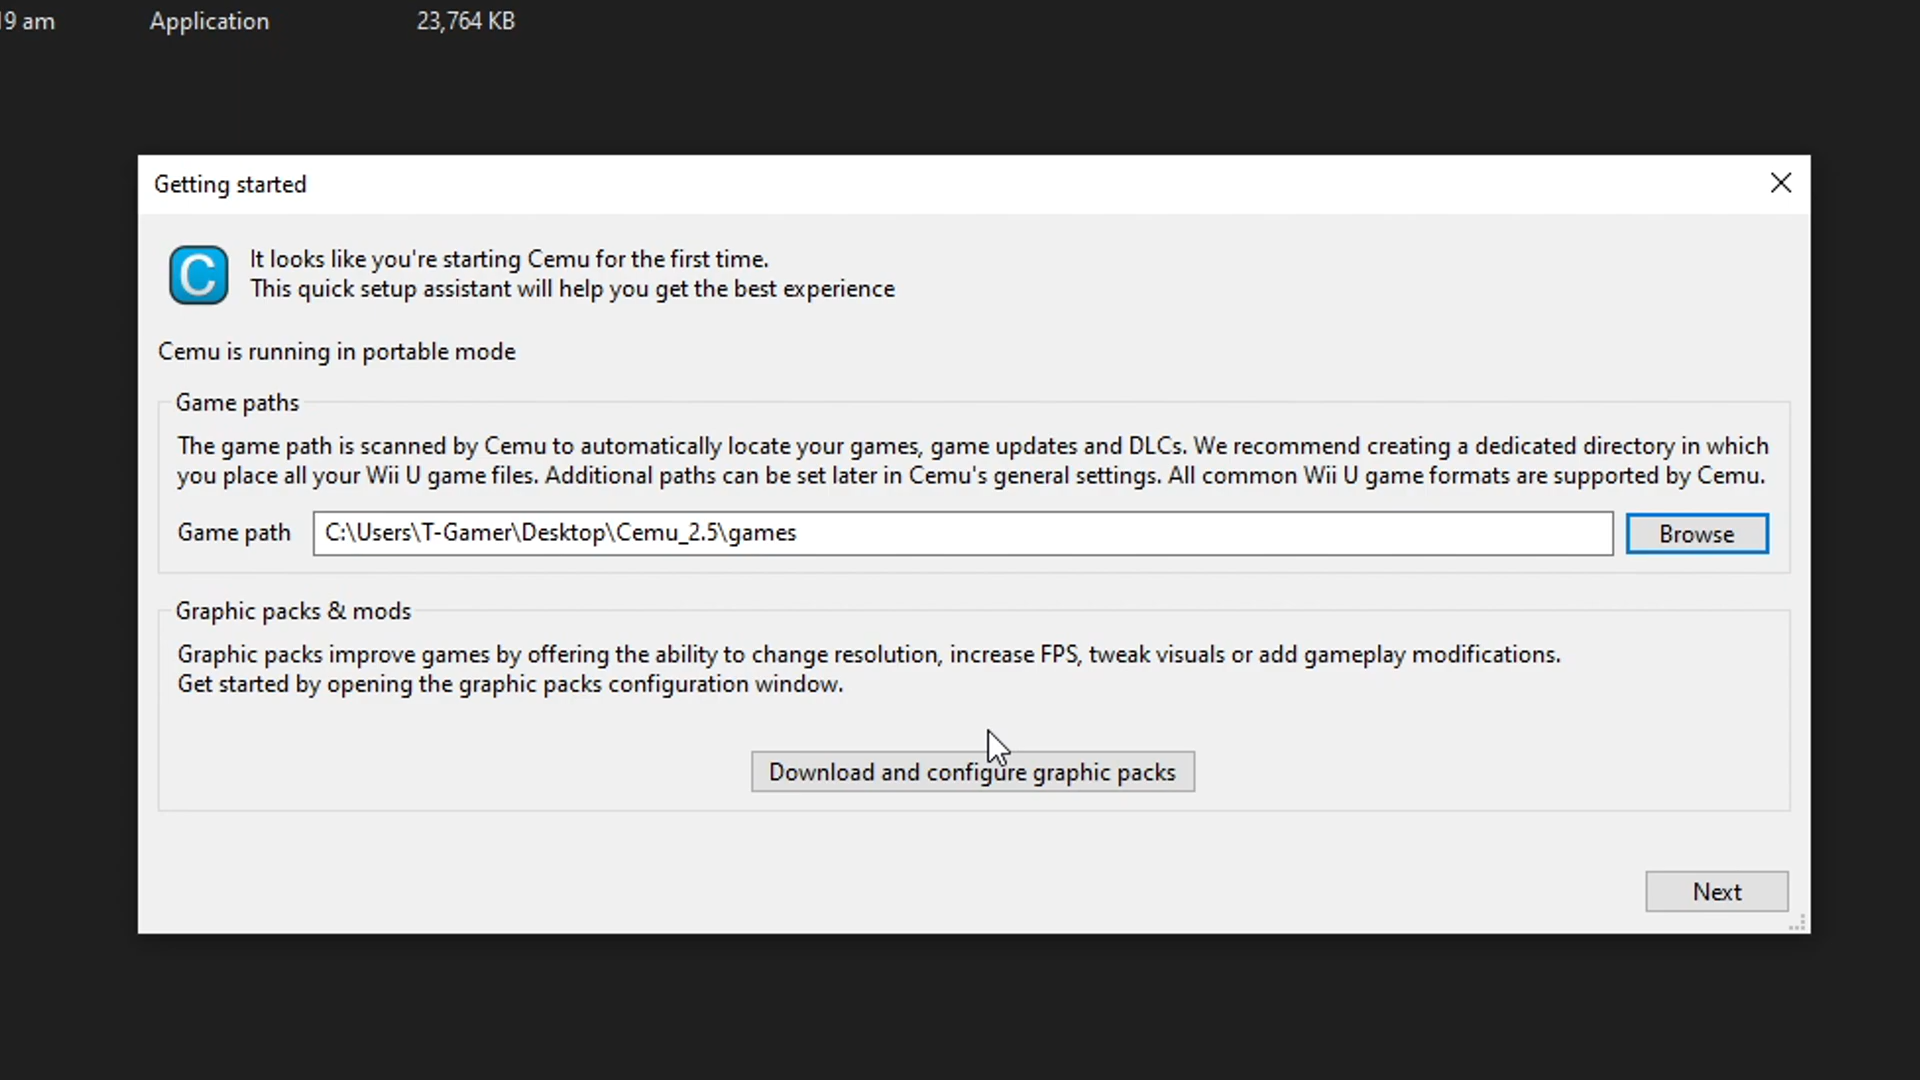 19 am Application 23,764 KB
Getting started
C It looks like you're starting Cemu for the first time.
This quick setup assistant will help you get the best experience
Cemu is running in portable mode
Game paths
The game path is scanned by Cemu to automatically locate your games, game updates and DLCs. We recommend creating a dedicated directory in which
you place all your Wii U game files. Additional paths can be set later in Cemu's general settings. All common Wii U game formats are supported by Cemu.
Game path C:\Users\T-Gamer\Desktop\Cemu_2.5\games Browse
Graphic packs & mods
Graphic packs improve games by offering the ability to change resolution, increase FPS, tweak visuals or add gameplay modifications.
Get started by opening the graphic packs configuration window.
Download and configure graphic packs
Next